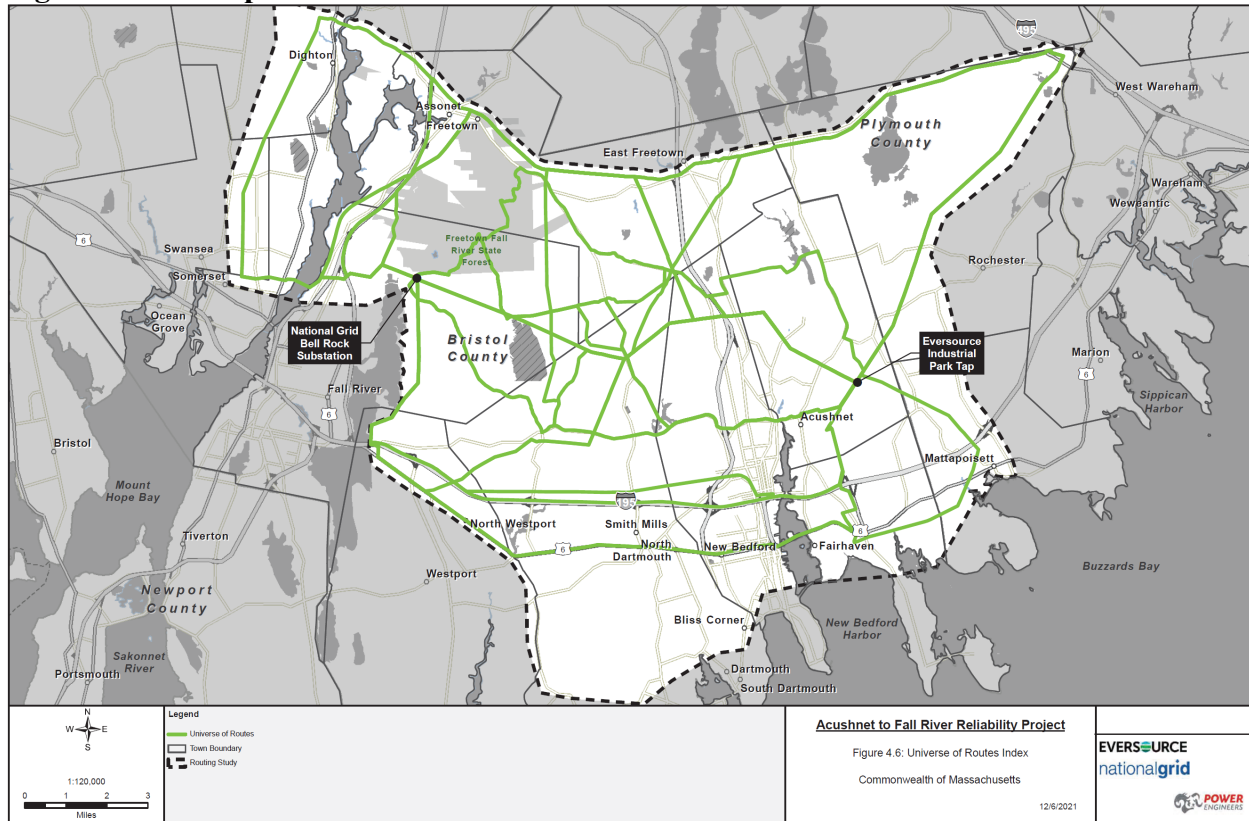 495
Dighton
West Wareham
Assonet
Freetown
Plymouth
County
East Freetown
Wareham
Weweantic
6
Swansea
Freetown Fall
River State
Forest
Rochester
Somerset
Ocean
Grove
National Grid
Bell Rock
Substation
Bristol
County
Eversource
Industrial
Park Tap
Marion
6
Fall River
6
Sippican
Harbor
Acushnet
Bristol
Mattapoisett
Mount
Hope Bay
195
North Westport
Smith Mills
6
Tiverton
6
North
Dartmouth
New Bedford
Fairhaven
Westport
Buzzards Bay
Newport
County
Bliss Corner
New Bedford
Harbor
Sakonnet
River
Portsmouth
Dartmouth
South Dartmouth
N
W
E
S
1:120,000
0 1 2 3
Miles
Legend
Universe of Routes
Town Boundary
Routing Study
Acushnet to Fall River Reliability Project
Figure 4.6: Universe of Routes Index
Commonwealth of Massachusetts
12/6/2021
EVERSOURCE
nationalgrid
POWER
ENGINEERS